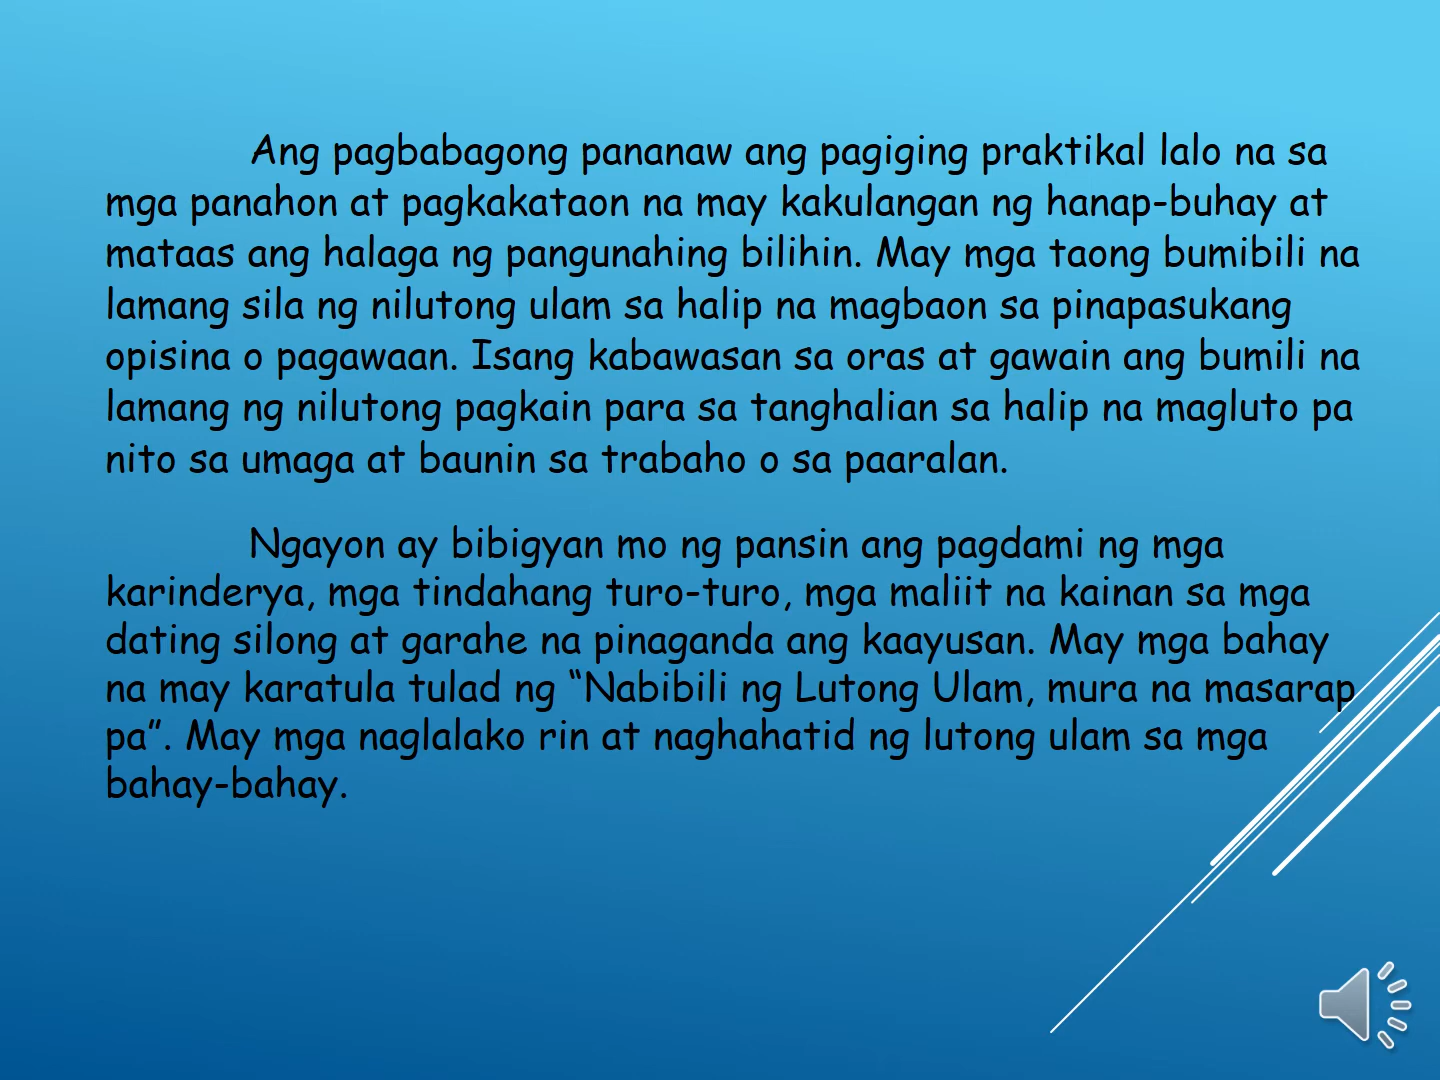 Ang pagbabagong pananaw ang pagiging praktikal lalo na sa
mga panahon at pagkakataon na may kakulangan ng hanap-buhay at
mataas ang halaga ng pangunahing bilihin. May mga taong bumibili na
lamang sila ng nilutong ulam sa halip na magbaon sa pinapasukang
opisina o pagawaan. Isang kabawasan sa oras at gawain ang bumili na
lamang ng nilutong pagkain para sa tanghalian sa halip na magluto pa
nito sa umaga at baunin sa trabaho o sa paaralan.
Ngayon ay bibigyan mo ng pansin ang pagdami ng mga
karinderya, mga tindahang turo-turo, mga maliit na kainan sa mga
dating silong at garahe na pinaganda ang kaayusan. May mga bahay
na may karatula tulad ng “Nabibili ng Lutong Ulam, mura na masarap
pa”. May mga naglalako rin at naghahatid ng lutong ulam sa mga
bahay-bahay.